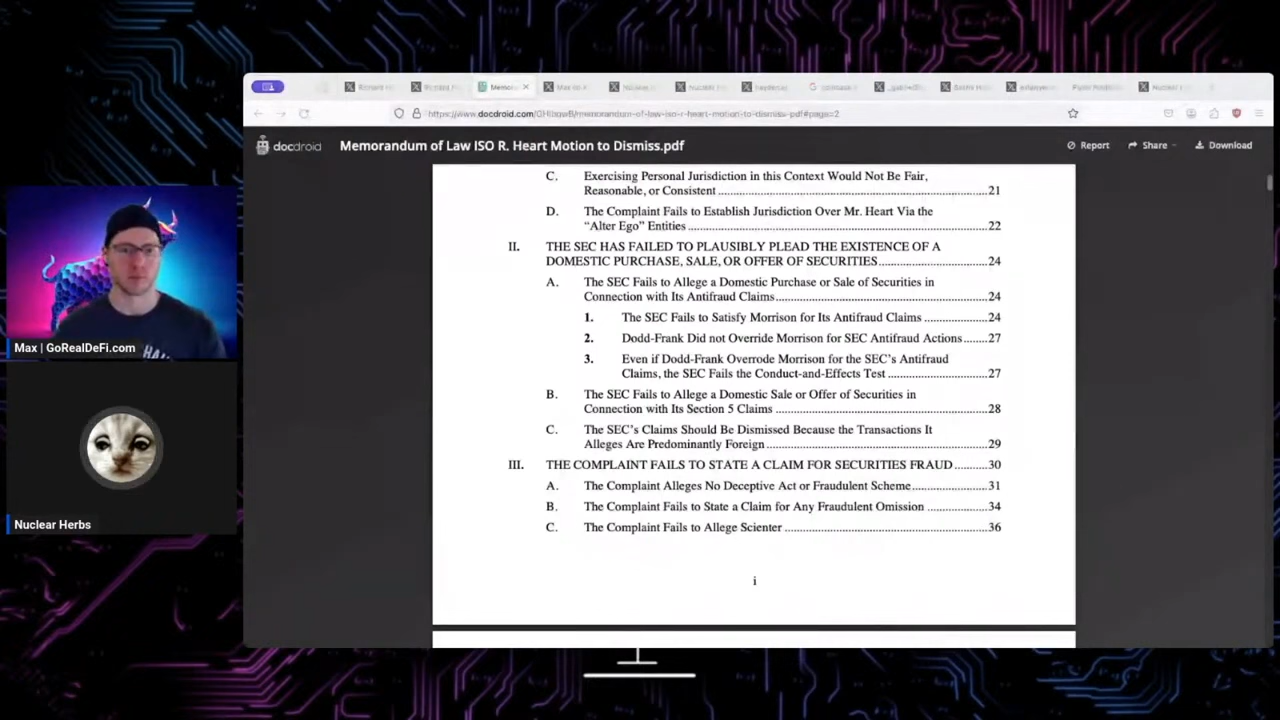 https://www.docdroid.com/
docdroid
Memorandum of Law ISO R. Heart Motion to Dismiss.pdf
Report
Share
Download
C. Exercising Personal Jurisdiction in this Context Would Not Be Fair,
Reasonable, or Consistent ..... 21
D. The Complaint Fails to Establish Jurisdiction Over Mr. Heart Via the
“Alter Ego” Entities ..... 22
II. THE SEC HAS FAILED TO PLAUSIBLY PLEAD THE EXISTENCE OF A
DOMESTIC PURCHASE, SALE, OR OFFER OF SECURITIES ..... 24
A. The SEC Fails to Allege a Domestic Purchase or Sale of Securities in
Connection with Its Antifraud Claims ..... 24
1. The SEC Fails to Satisfy Morrison for Its Antifraud Claims ..... 24
2. Dodd-Frank Did not Override Morrison for SEC Antifraud Actions ..... 27
3. Even if Dodd-Frank Overrode Morrison for the SEC’s Antifraud
Claims, the SEC Fails the Conduct-and-Effects Test ..... 27
B. The SEC Fails to Allege a Domestic Sale or Offer of Securities in
Connection with Its Section 5 Claims ..... 28
C. The SEC’s Claims Should Be Dismissed Because the Transactions It
Alleges Are Predominantly Foreign ..... 29
III. THE COMPLAINT FAILS TO STATE A CLAIM FOR SECURITIES FRAUD ..... 30
A. The Complaint Alleges No Deceptive Act or Fraudulent Scheme ..... 31
B. The Complaint Fails to State a Claim for Any Fraudulent Omission ..... 34
C. The Complaint Fails to Allege Scienter ..... 36
i
Max | GoRealDeFi.com
Nuclear Herbs